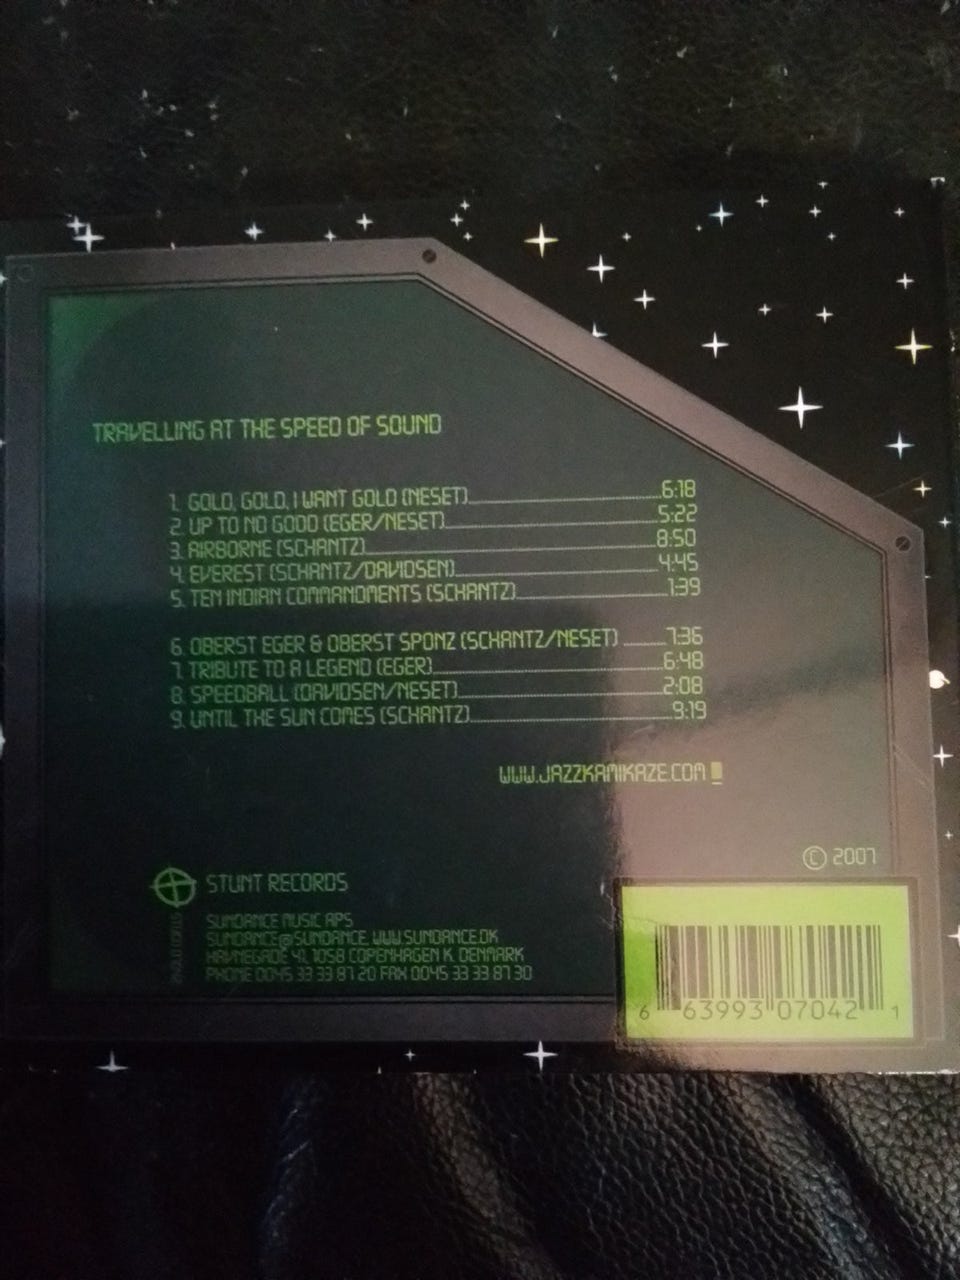 TRAVELLING AT THE SPEED OF SOUND
1. GOLD, GOLD, I WANT GOLD (NESET) 6:18
2. UP TO NO GOOD (EGER/NESET) 5:22
3. AIRBORNE (SCHANTZ) 8:50
4. EVEREST (SCHANTZ/DAVIDSEN) 4:45
5. TEN INDIAN COMMANDMENTS (SCHANTZ) 1:39
6. OBERST EGER & OBERST SPONZ (SCHANTZ/NESET) 7:36
7. TRIBUTE TO A LEGEND (EGER) 6:48
8. SPEEDBALL (DAVIDSEN/NESET) 2:08
9. UNTIL THE SUN COMES (SCHANTZ) 9:19
WWW.JAZZKAMIKAZE.COM
© 2007
STUNT RECORDS
SUNDANCE MUSIC APS
SUNDANCE@SUNDANCE. WWW.SUNDANCE.DK
HAVNEGADE 41, 1058 COPENHAGEN K. DENMARK
PHONE 0045 33 33 87 20 FAX 0045 33 33 87 30
6 63993 07042 1